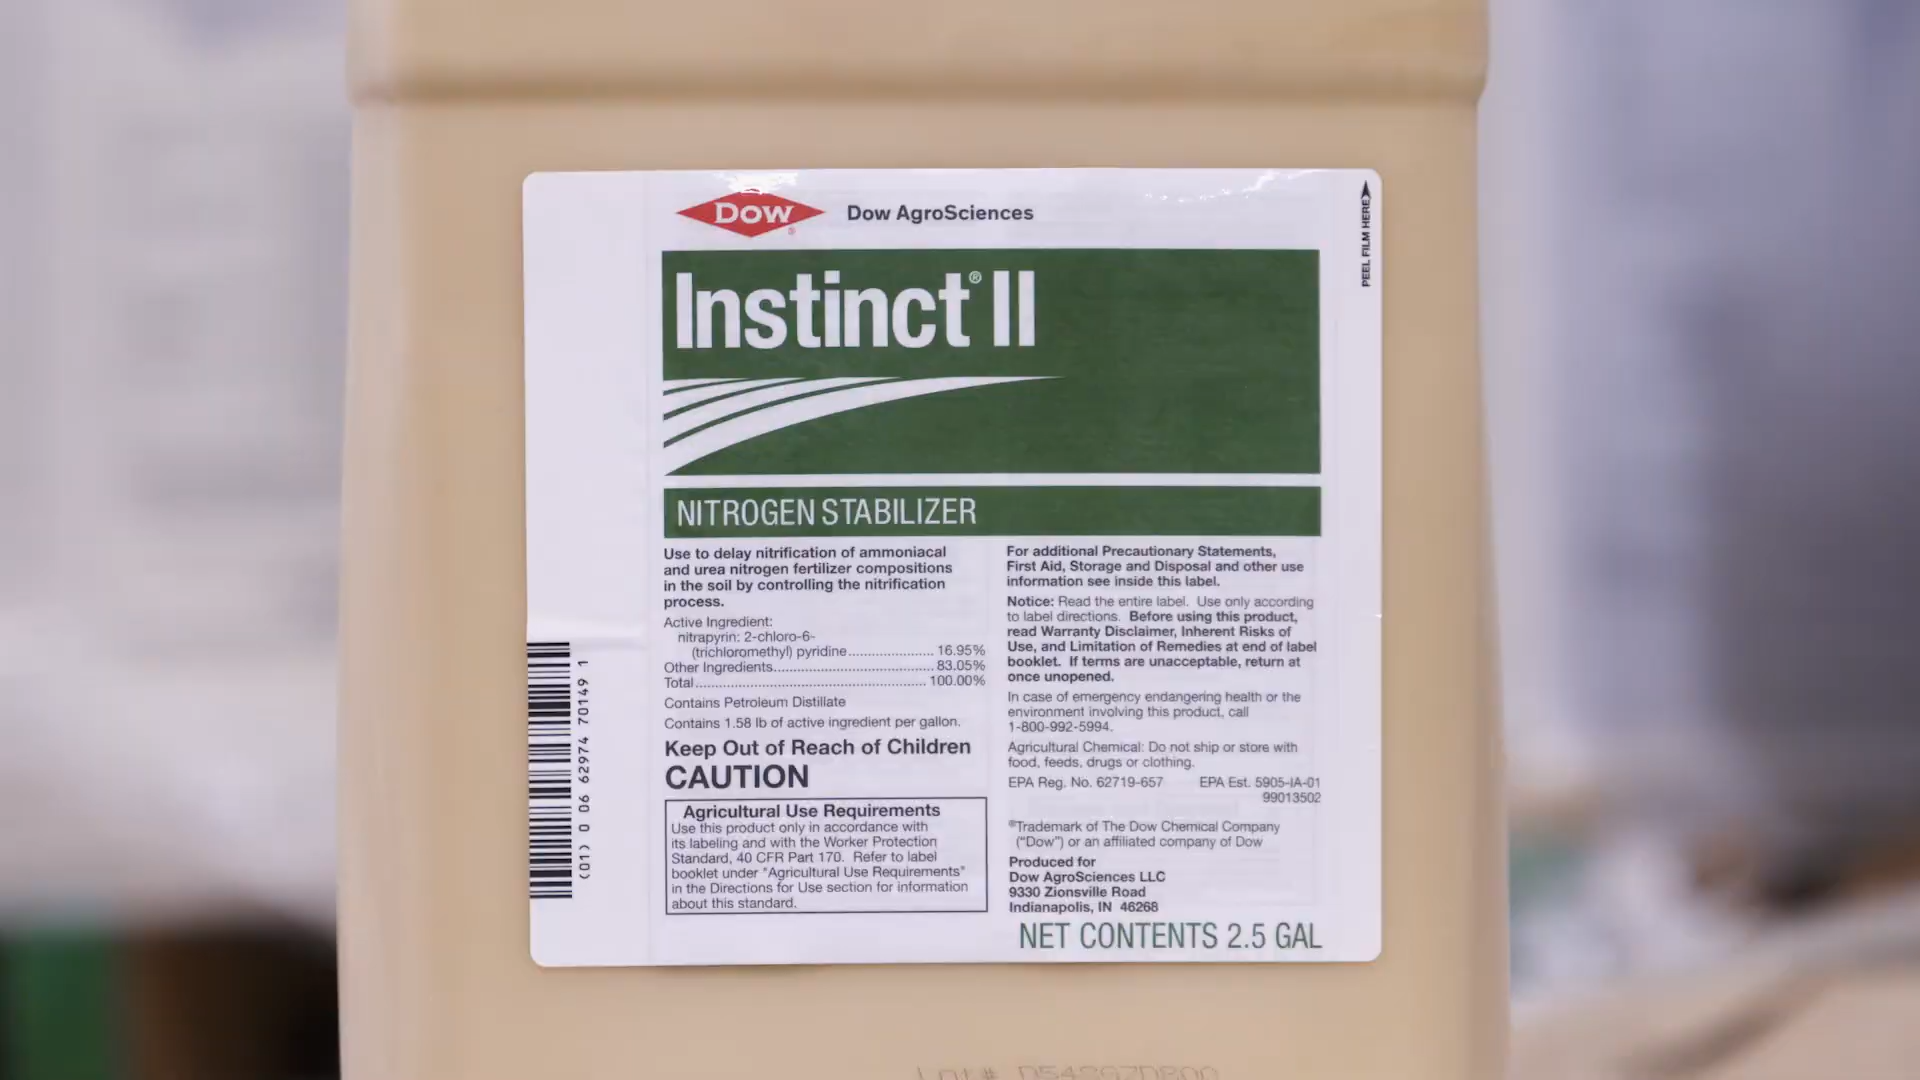 DOW®
Dow AgroSciences
PEEL FILM HERE
Instinct® II
NITROGEN STABILIZER
Use to delay nitrification of ammoniacal
and urea nitrogen fertilizer compositions
in the soil by controlling the nitrification
process.
Active Ingredient:
nitrapyrin: 2-chloro-6-
(trichloromethyl) pyridine.................... 16.95%
Other Ingredients...................................... 83.05%
Total...................................................... 100.00%
Contains Petroleum Distillate
Contains 1.58 lb of active ingredient per gallon.
Keep Out of Reach of Children
CAUTION
Agricultural Use Requirements
Use this product only in accordance with
its labeling and with the Worker Protection
Standard, 40 CFR Part 170. Refer to label
booklet under "Agricultural Use Requirements"
in the Directions for Use section for information
about this standard.
(01) 0 06 62974 70149 1
For additional Precautionary Statements,
First Aid, Storage and Disposal and other use
information see inside this label.
Notice: Read the entire label. Use only according
to label directions. Before using this product,
read Warranty Disclaimer, Inherent Risks of
Use, and Limitation of Remedies at end of label
booklet. If terms are unacceptable, return at
once unopened.
In case of emergency endangering health or the
environment involving this product, call
1-800-992-5994.
Agricultural Chemical: Do not ship or store with
food, feeds, drugs or clothing.
EPA Reg. No. 62719-657 EPA Est. 5905-IA-01
99013502
®Trademark of The Dow Chemical Company
("Dow") or an affiliated company of Dow
Produced for
Dow AgroSciences LLC
9330 Zionsville Road
Indianapolis, IN 46268
NET CONTENTS 2.5 GAL
Lot#